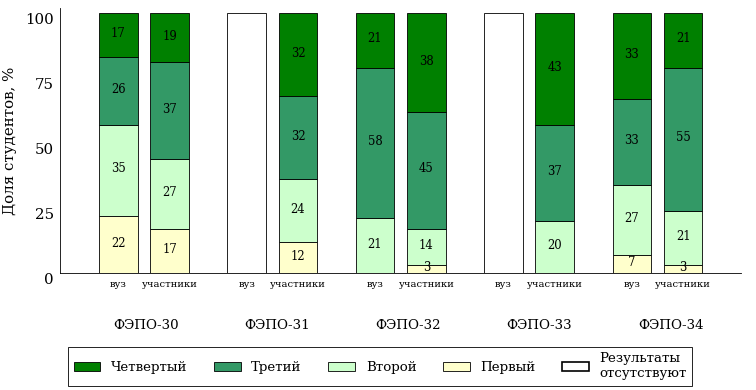 Доля студентов, %
100
75
50
25
0
17 19 32 21 38 43 33 21
26 37 32 58 45 37 33 55
35 27 24 21 14 20 27 21
22 17 12 3 7 3
вуз участники вуз участники вуз участники вуз участники вуз участники
ФЭПО-30 ФЭПО-31 ФЭПО-32 ФЭПО-33 ФЭПО-34
Четвертый Третий Второй Первый Результаты
отсутствуют